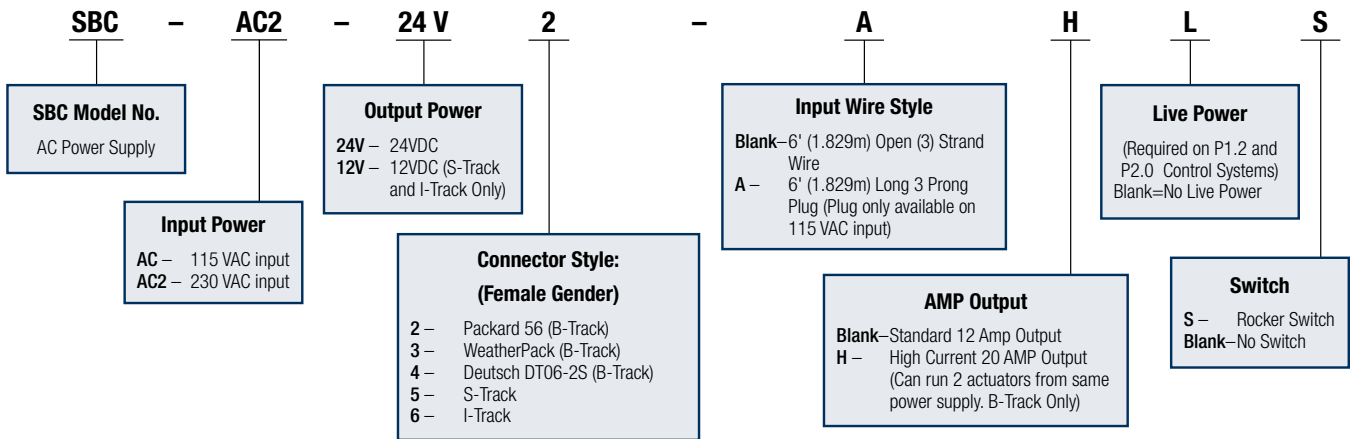 SBC – AC2 – 24 V 2 – A H L S
SBC Model No.
AC Power Supply
Input Power
AC – 115 VAC input
AC2 – 230 VAC input
Output Power
24V – 24VDC
12V – 12VDC (S-Track
and I-Track Only)
Connector Style:
(Female Gender)
2 – Packard 56 (B-Track)
3 – WeatherPack (B-Track)
4 – Deutsch DT06-2S (B-Track)
5 – S-Track
6 – I-Track
Input Wire Style
Blank–6' (1.829m) Open (3) Strand
Wire
A – 6' (1.829m) Long 3 Prong
Plug (Plug only available on
115 VAC input)
AMP Output
Blank–Standard 12 Amp Output
H – High Current 20 AMP Output
(Can run 2 actuators from same
power supply. B-Track Only)
Live Power
(Required on P1.2 and
P2.0 Control Systems)
Blank=No Live Power
Switch
S – Rocker Switch
Blank–No Switch